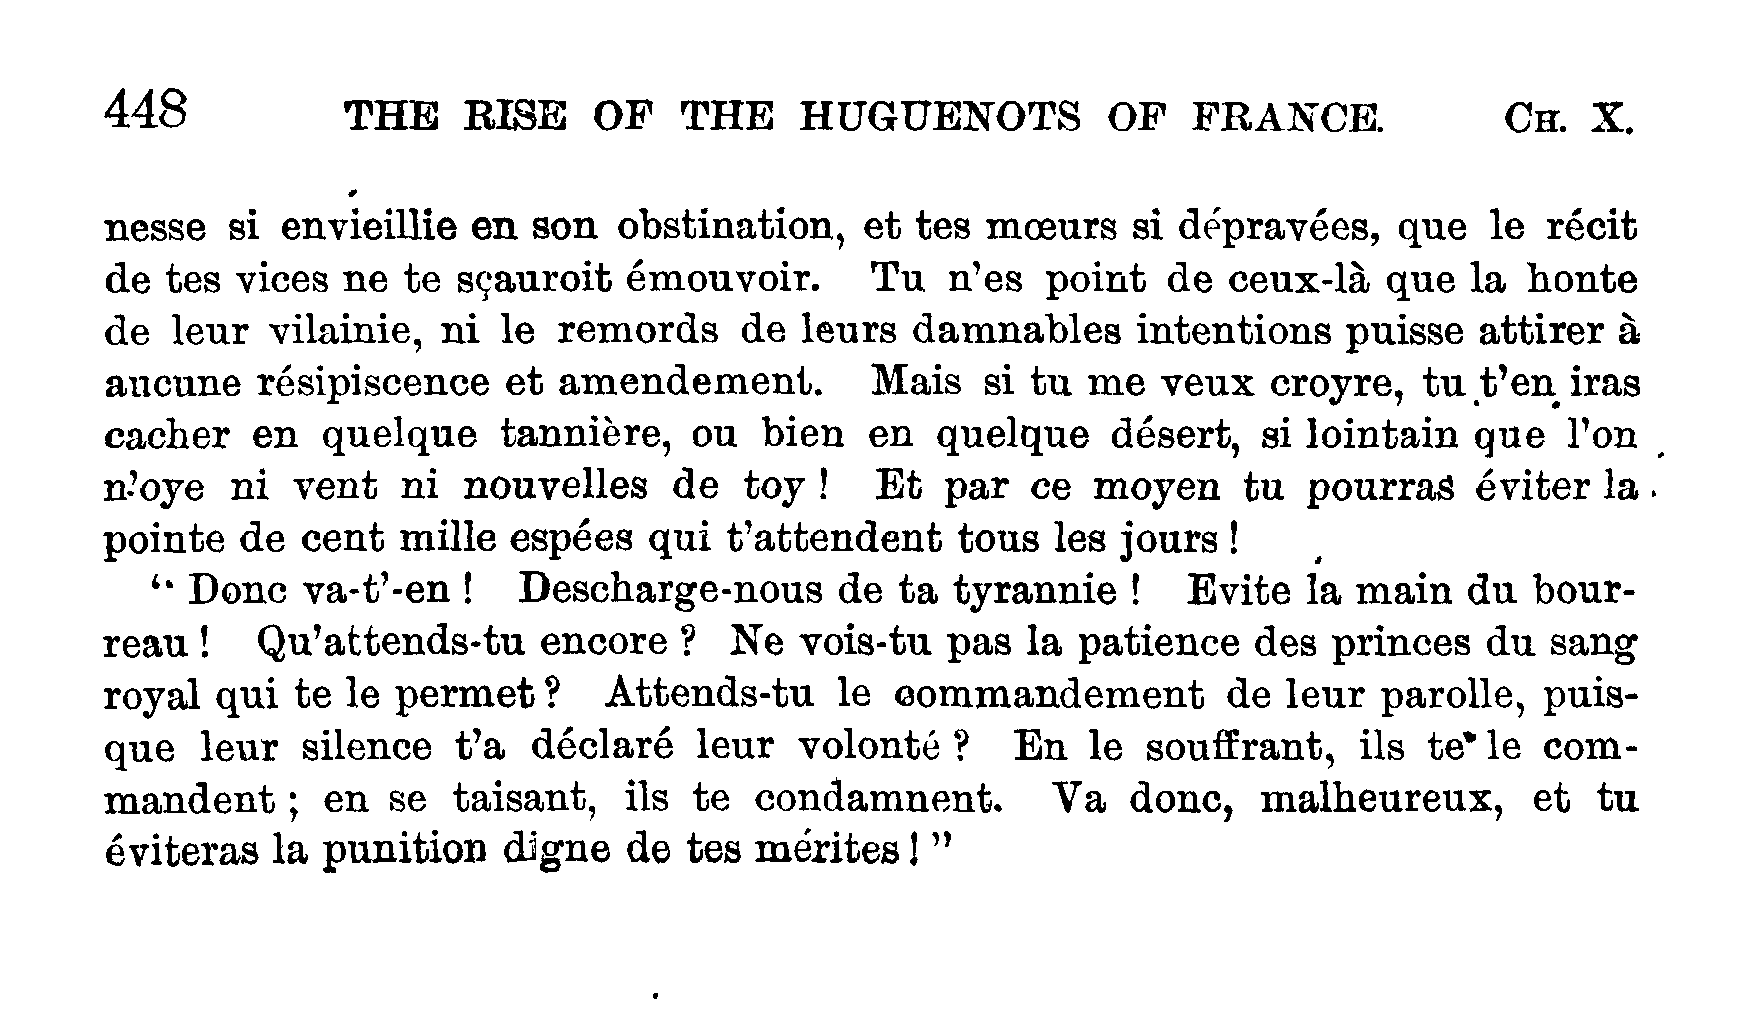 448 THE RISE OF THE HUGUENOTS OF FRANCE. CH. X.
nesse si envieillie en son obstination, et tes mœurs si dépravées, que le récit
de tes vices ne te sçauroit émouvoir. Tu n'es point de ceux-là que la honte
de leur vilainie, ni le remords de leurs damnables intentions puisse attirer à
aucune résipiscence et amendement. Mais si tu me veux croyre, tu t'en iras
cacher en quelque tannière, ou bien en quelque désert, si lointain que l'on
n'oye ni vent ni nouvelles de toy ! Et par ce moyen tu pourras éviter la
pointe de cent mille espées qui t'attendent tous les jours !
“ Donc va-t'-en ! Descharge-nous de ta tyrannie ! Evite la main du bour-
reau ! Qu'attends-tu encore ? Ne vois-tu pas la patience des princes du sang
royal qui te le permet ? Attends-tu le commandement de leur parolle, puis-
que leur silence t'a déclaré leur volonté ? En le souffrant, ils te le com-
mandent ; en se taisant, ils te condamnent. Va donc, malheureux, et tu
éviteras la punition digne de tes mérites ! ”